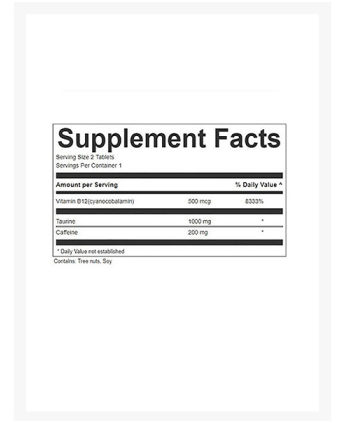 Supplement Facts
Serving Size 2 Tablets
Servings Per Container 1
Amount per Serving % Daily Value ^
Vitamin B12(cyanocobalamin) 500 mcg 8333%
Taurine 1000 mg *
Caffeine 200 mg *
* Daily Value not established
Contains: Tree nuts, Soy